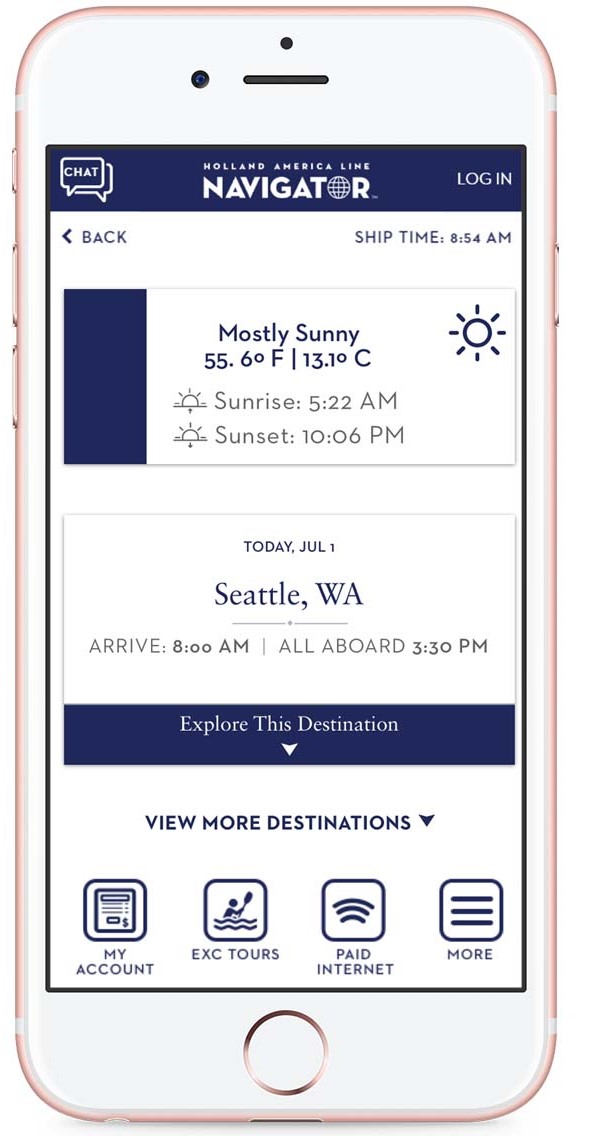 CHAT
HOLLAND AMERICA LINE
NAVIGATOR™
LOG IN
BACK
SHIP TIME: 8:54 AM
Mostly Sunny
55. 6º F | 13.1º C
Sunrise: 5:22 AM
Sunset: 10:06 PM
TODAY, JUL 1
Seattle, WA
ARRIVE: 8:00 AM | ALL ABOARD 3:30 PM
Explore This Destination
VIEW MORE DESTINATIONS
$
MY
ACCOUNT
EXC TOURS
PAID
INTERNET
MORE